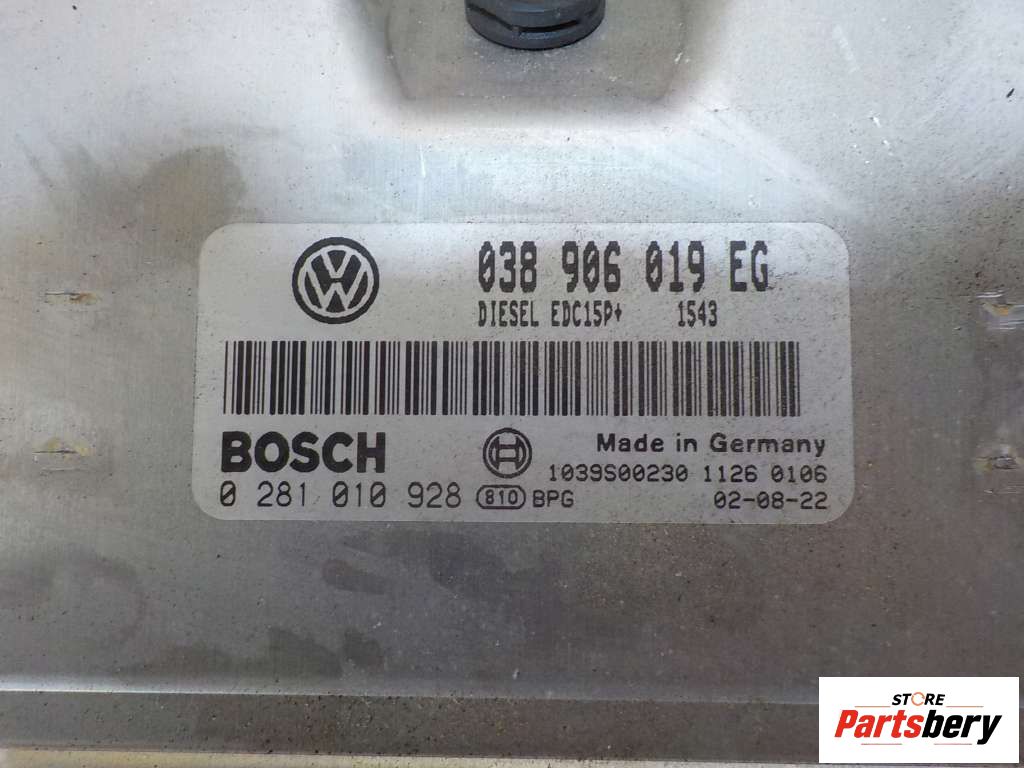 038 906 019 EG
DIESEL EDC15P+ 1543
BOSCH
Made in Germany
1039S00230 1126 0106
0 281 010 928 810 BPG 02-08-22
STORE
Partsbery